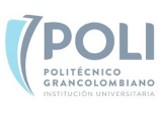 POLI
POLITÉCNICO
GRANCOLOMBIANO
INSTITUCIÓN UNIVERSITARIA